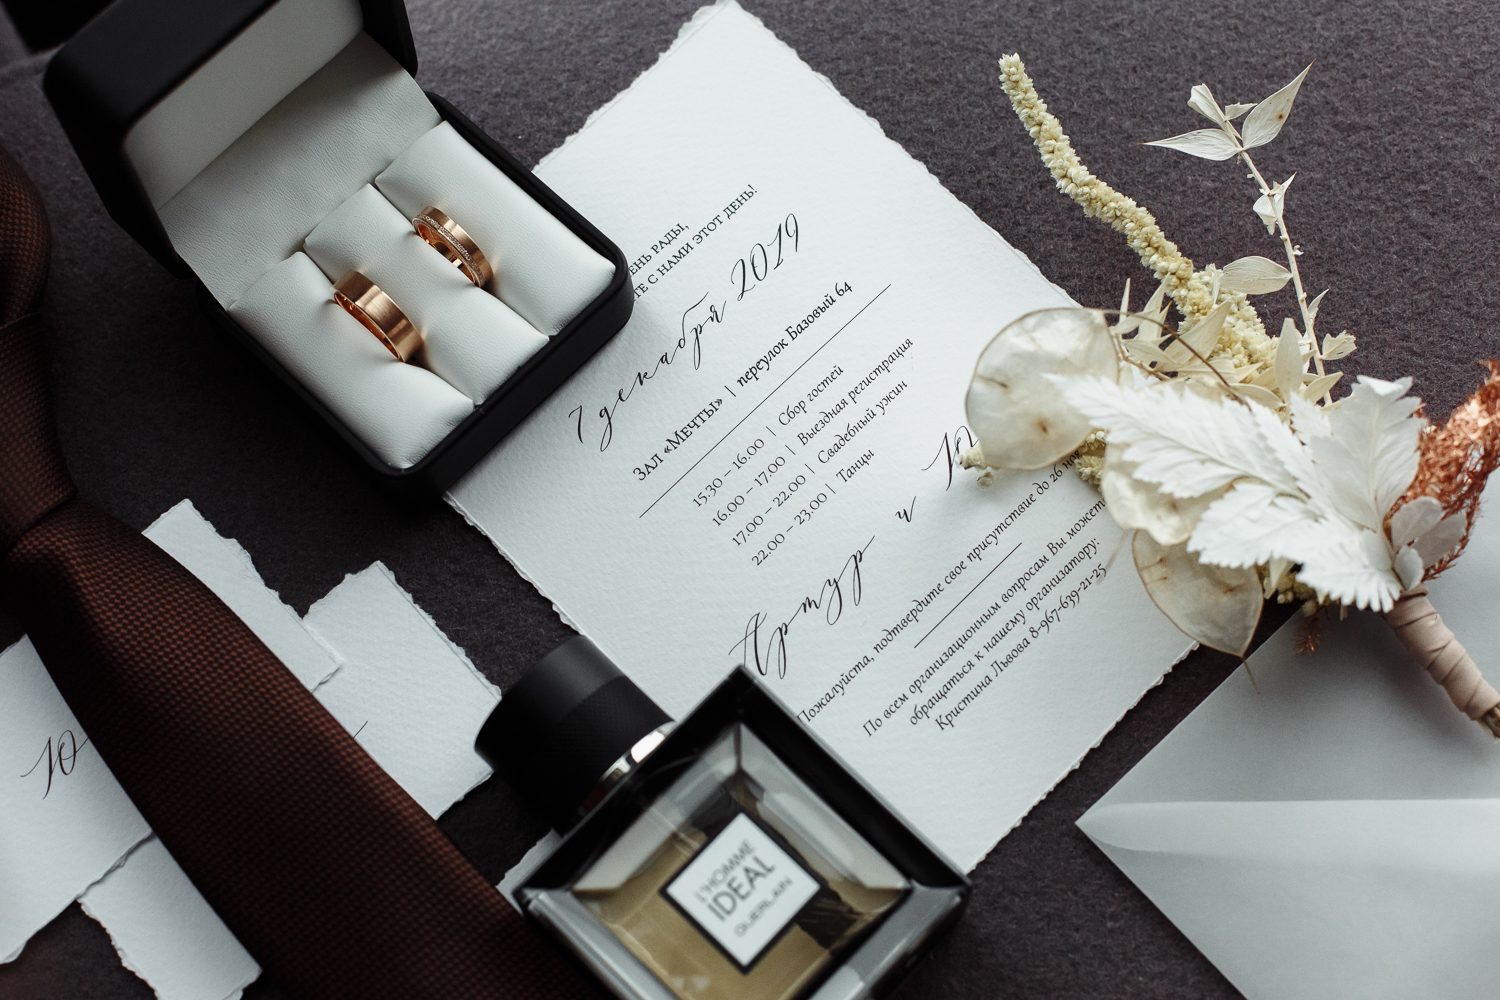 ЕНЬ РАДЫ,
ТЕ С НАМИ ЭТОТ ДЕНЬ!
7 декабря 2019
Зал «Мечты» | переулок Базовый 64
15.30 – 16.00 | Сбор гостей
16.00 – 17.00 | Выездная регистрация
17.00 – 22.00 | Свадебный ужин
22.00 – 23.00 | Танцы
Артур и Ю
Пожалуйста, подтвердите свое присутствие до 26 ноя
По всем организационным вопросам Вы можете
обращаться к нашему организатору:
Кристина Львова 8-967-639-21-25
Ю
L'HOMME
IDEAL
GUERLAIN